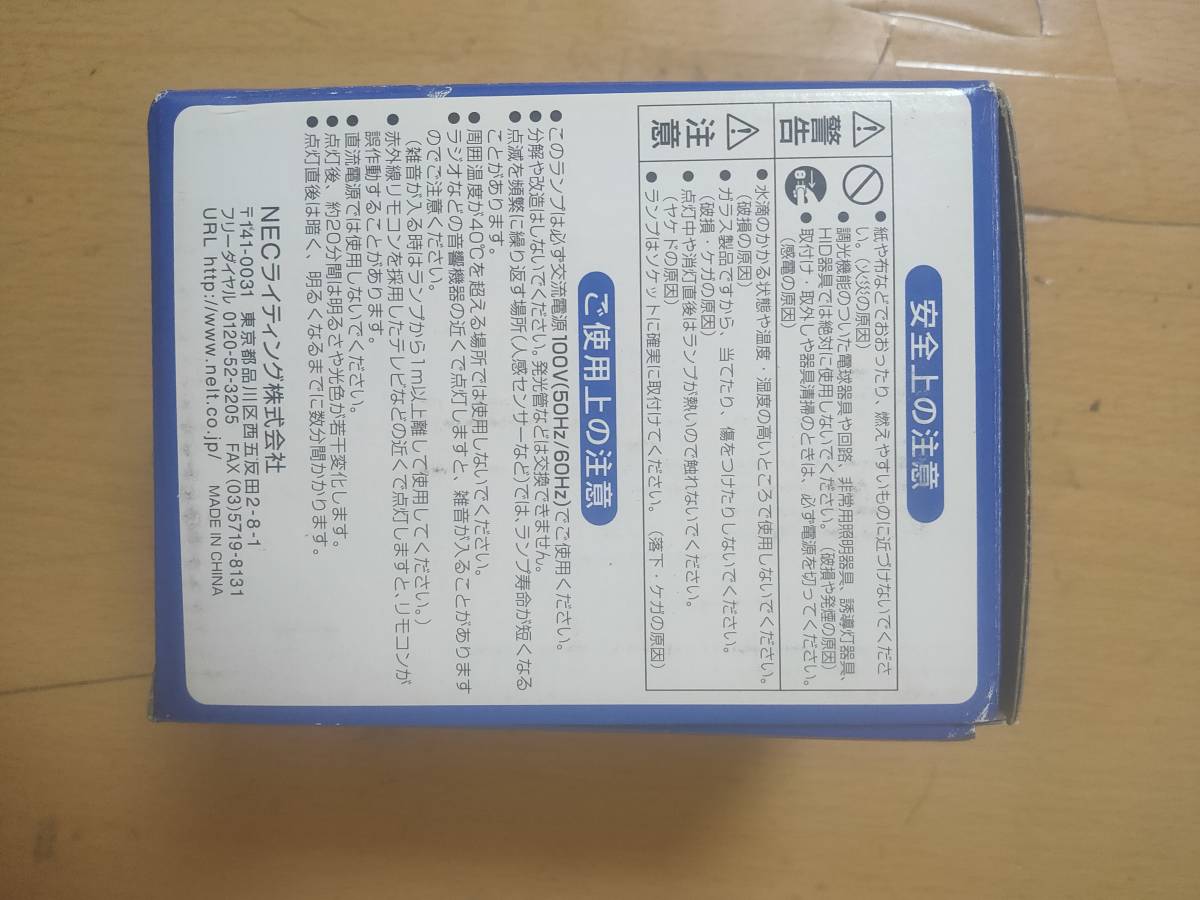 安全上の注意
警告
●紙や布などでおおったり、燃えやすいものに近づけないでくださ
い。(火災の原因)
●調光機能のついた電球器具や回路、非常用照明器具、誘導灯器具、
HID器具では絶対に使用しないでください。(破損や発煙の原因)
●取付け・取外しや器具清掃のときは、必ず電源を切ってください。
(感電の原因)
注意
●水滴のかかる状態や温度・湿度の高いところで使用しないでください。
(破損の原因)
●ガラス製品ですから、当てたり、傷をつけたりしないでください。
(破損・ケガの原因)
●点灯中や消灯直後はランプが熱いので触れないでください。
(ヤケドの原因)
●ランプはソケットに確実に取付けてください。(落下・ケガの原因)
ご使用上の注意
●このランプは必ず交流電源100V(50Hz/60Hz)でご使用ください。
●分解や改造はしないでください。発光管などは交換できません。
●点滅を頻繁に繰り返す場所(人感センサーなど)では、ランプ寿命が短くなる
ことがあります。
●周囲温度が40℃を超える場所では使用しないでください。
●ラジオなどの音響機器の近くで点灯しますと、雑音が入ることがあります
のでご注意ください。
(雑音が入る時はランプから1m以上離して使用してください。)
●赤外線リモコンを採用したテレビなどの近くで点灯しますと、リモコンが
誤作動することがあります。
●直流電源では使用しないでください。
●点灯後、約20分間は明るさや光色が若干変化します。
●点灯直後は暗く、明るくなるまでに数分間かかります。
NECライティング株式会社
〒141-0031 東京都品川区西五反田2-8-1
フリーダイヤル 0120-52-3205 FAX(03)5719-8131
URL http://www.nelt.co.jp/ MADE IN CHINA